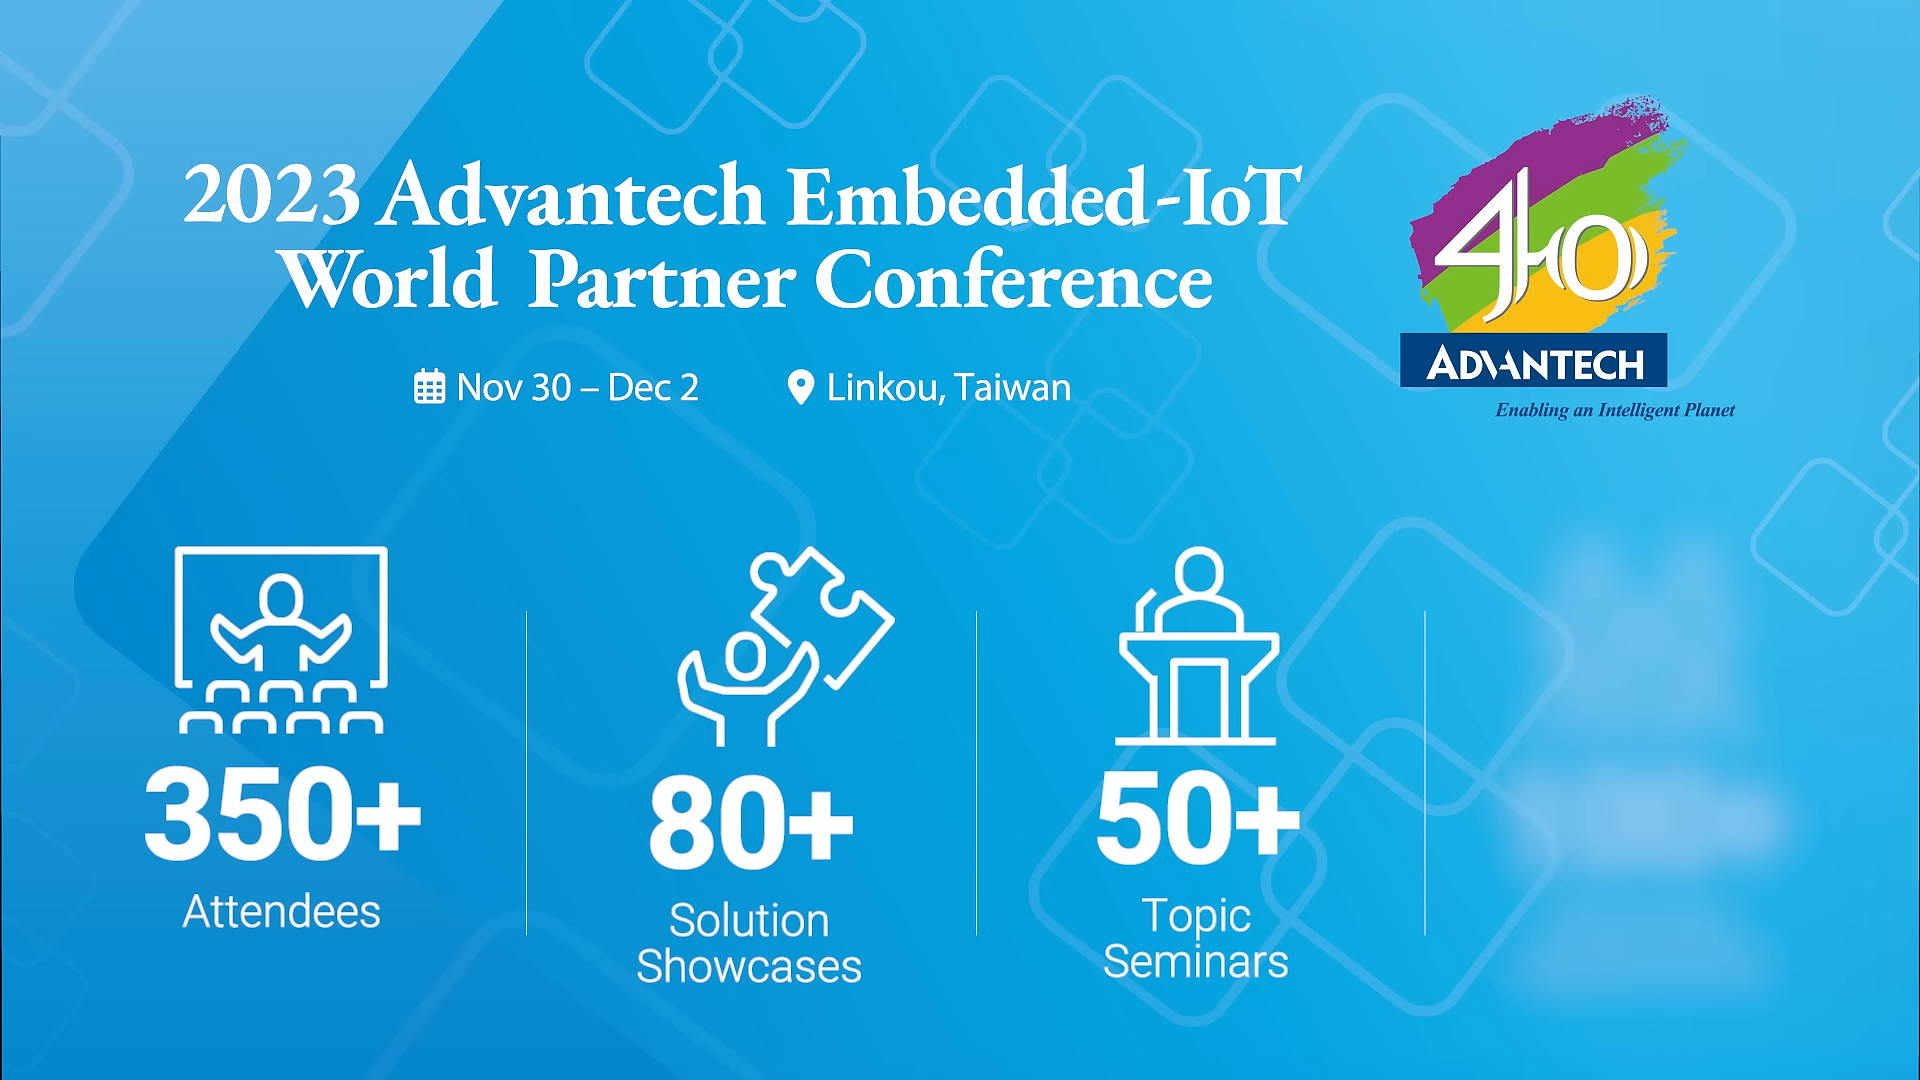 2023 Advantech Embedded-IoT
World Partner Conference
Nov 30 – Dec 2
Linkou, Taiwan
40
ADVANTECH
Enabling an Intelligent Planet
350+
Attendees
80+
Solution
Showcases
50+
Topic
Seminars